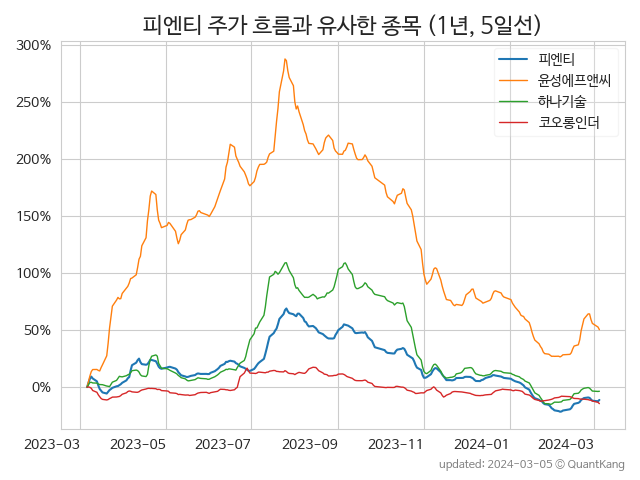 피엔티 주가 흐름과 유사한 종목 (1년, 5일선)
300%
250%
200%
150%
100%
50%
0%
피엔티
윤성에프앤씨
하나기술
코오롱인더
2023-03
2023-05
2023-07
2023-09
2023-11
2024-01
2024-03
updated: 2024-03-05 © QuantKang